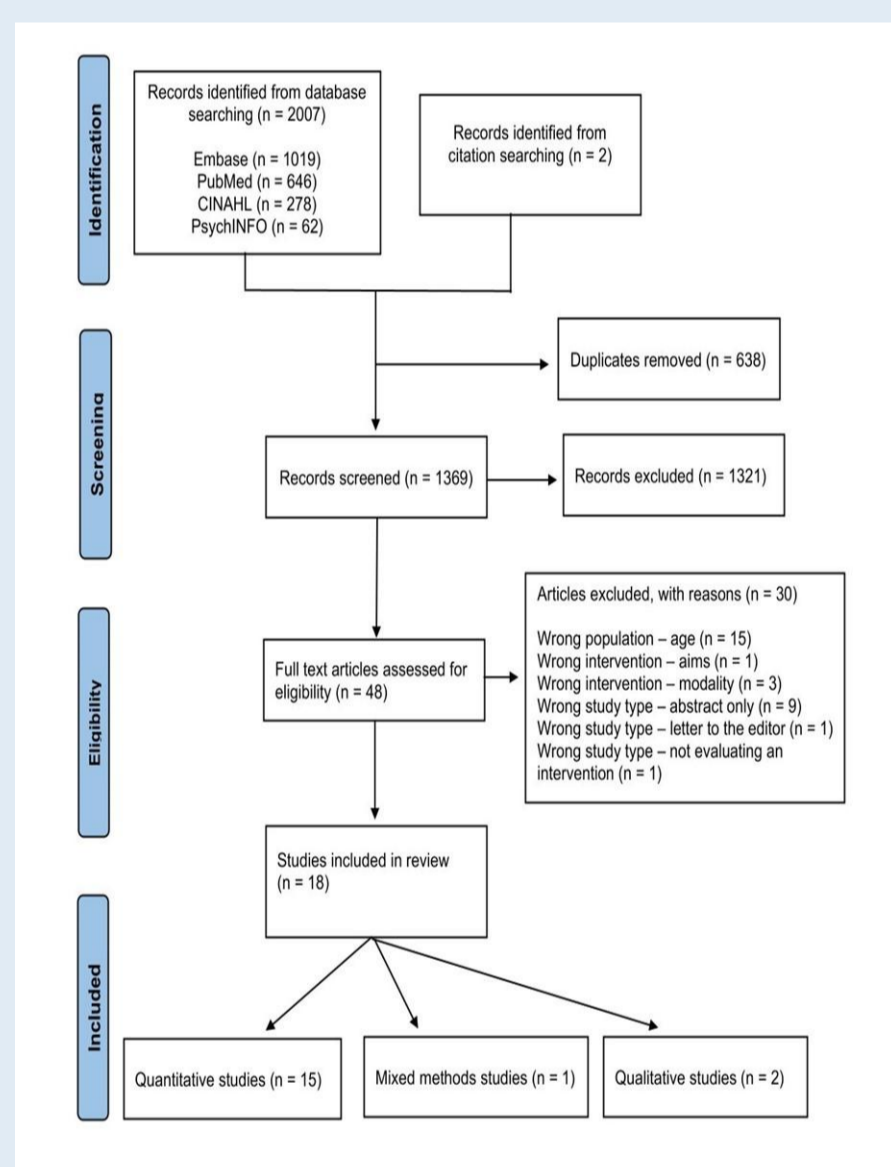 Identification
Records identified from database
searching (n = 2007)
Embase (n = 1019)
PubMed (n = 646)
CINAHL (n = 278)
PsychINFO (n = 62)
Records identified from
citation searching (n = 2)
Screening
Duplicates removed (n = 638)
Records screened (n = 1369)
Records excluded (n = 1321)
Eligibility
Full text articles assessed for
eligibility (n = 48)
Articles excluded, with reasons (n = 30)
Wrong population – age (n = 15)
Wrong intervention – aims (n = 1)
Wrong intervention – modality (n = 3)
Wrong study type – abstract only (n = 9)
Wrong study type – letter to the editor (n = 1)
Wrong study type – not evaluating an
intervention (n = 1)
Studies included in review
(n = 18)
Included
Quantitative studies (n = 15)
Mixed methods studies (n = 1)
Qualitative studies (n = 2)